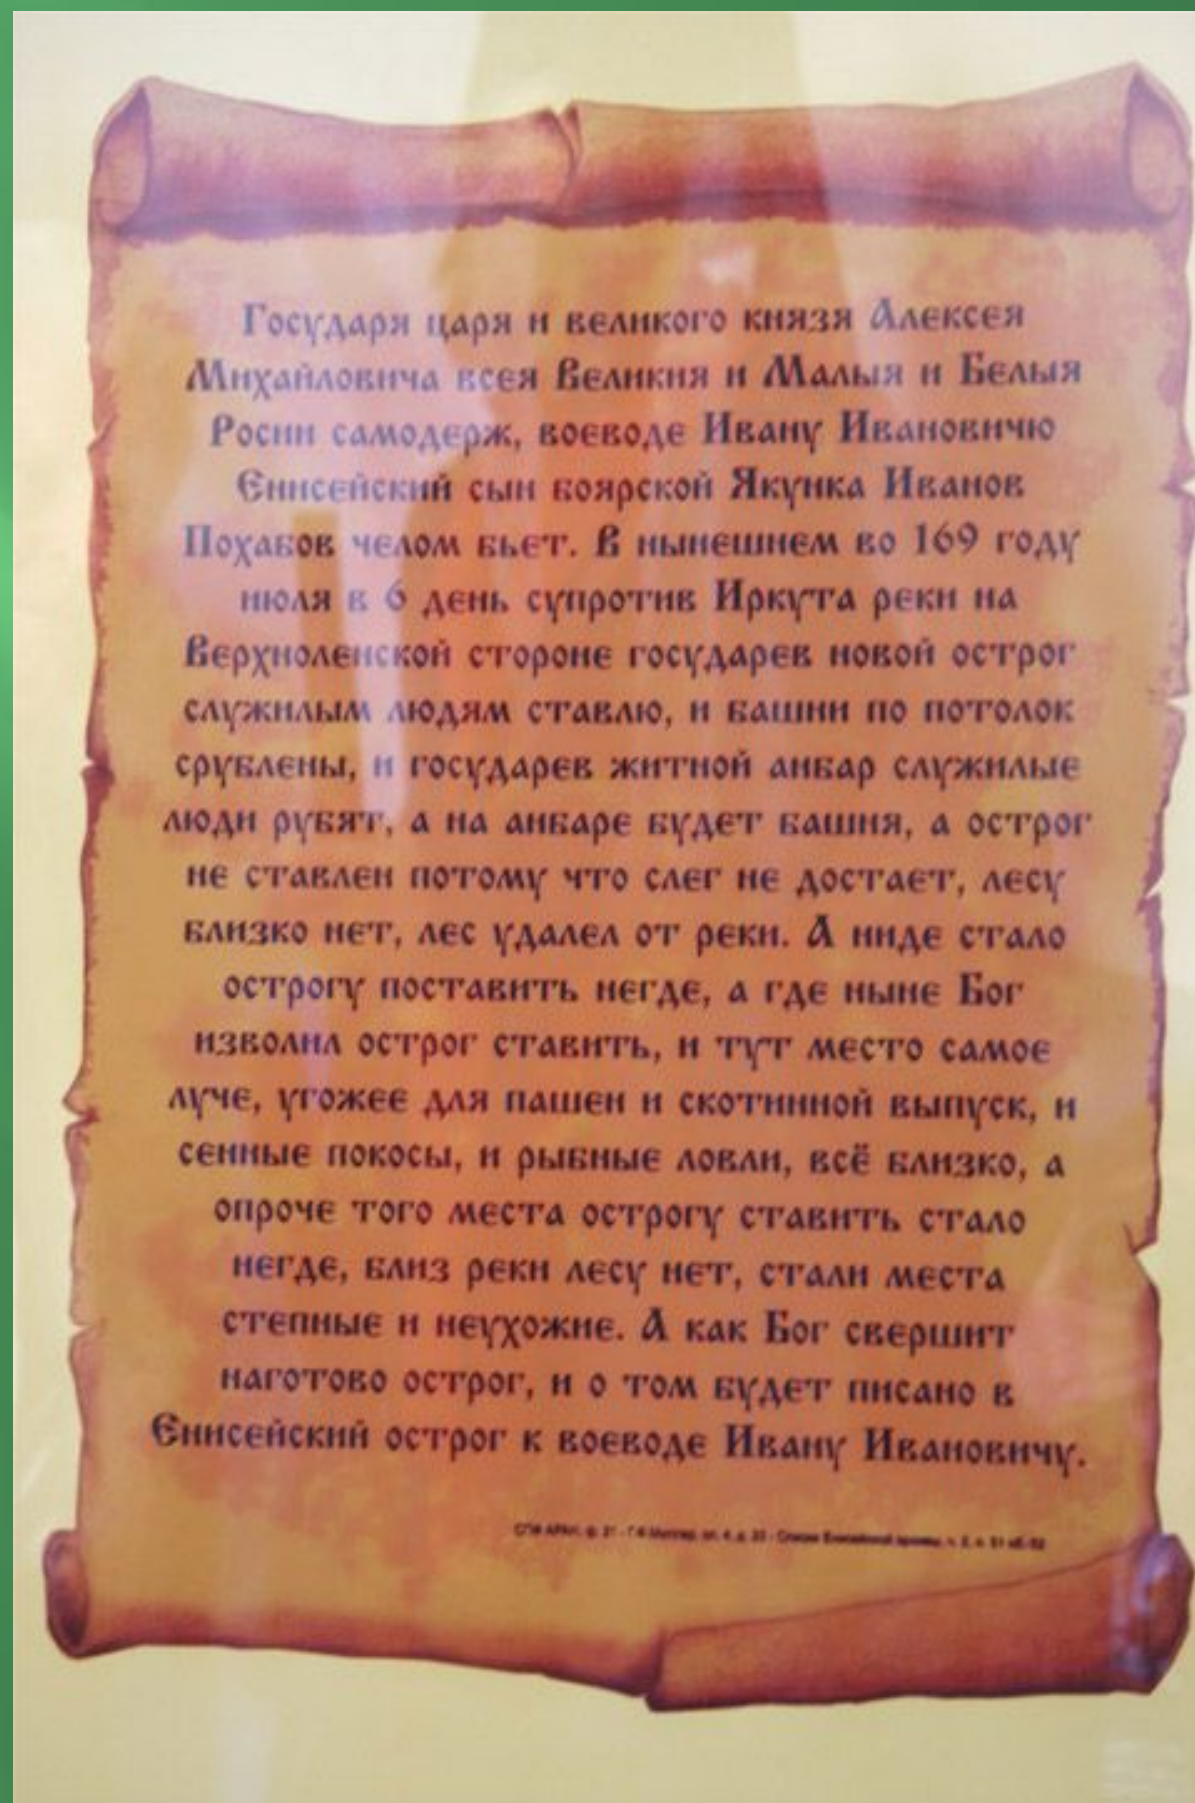 Государя царя и великого князя Алексея
Михайловича всея Великия и Малыя и Белыя
Росии самодерж, воеводе Ивану Ивановичю
Енисейский сын боярской Якунка Иванов
Похабов челом бьет. В нынешнем во 169 году
июля в 6 день супротив Иркута реки на
Верхноленской стороне государев новой острог
служилым людям ставлю, и башни по потолок
срублены, и государев житной анбар служилые
люди рубят, а на анбаре будет башня, а острог
не ставлен потому что слег не достает, лесу
близко нет, лес удалел от реки. А инде стало
острогу поставить негде, а где ныне Бог
изволил острог ставить, и тут место самое
луче, угожее для пашен и скотинной выпуск, и
сенные покосы, и рыбные ловли, всё близко, а
опроче того места острогу ставить стало
негде, близ реки лесу нет, стали места
степные и неухожие. А как Бог свершит
наготово острог, и о том будет писано в
Енисейский острог к воеводе Ивану Ивановичу.